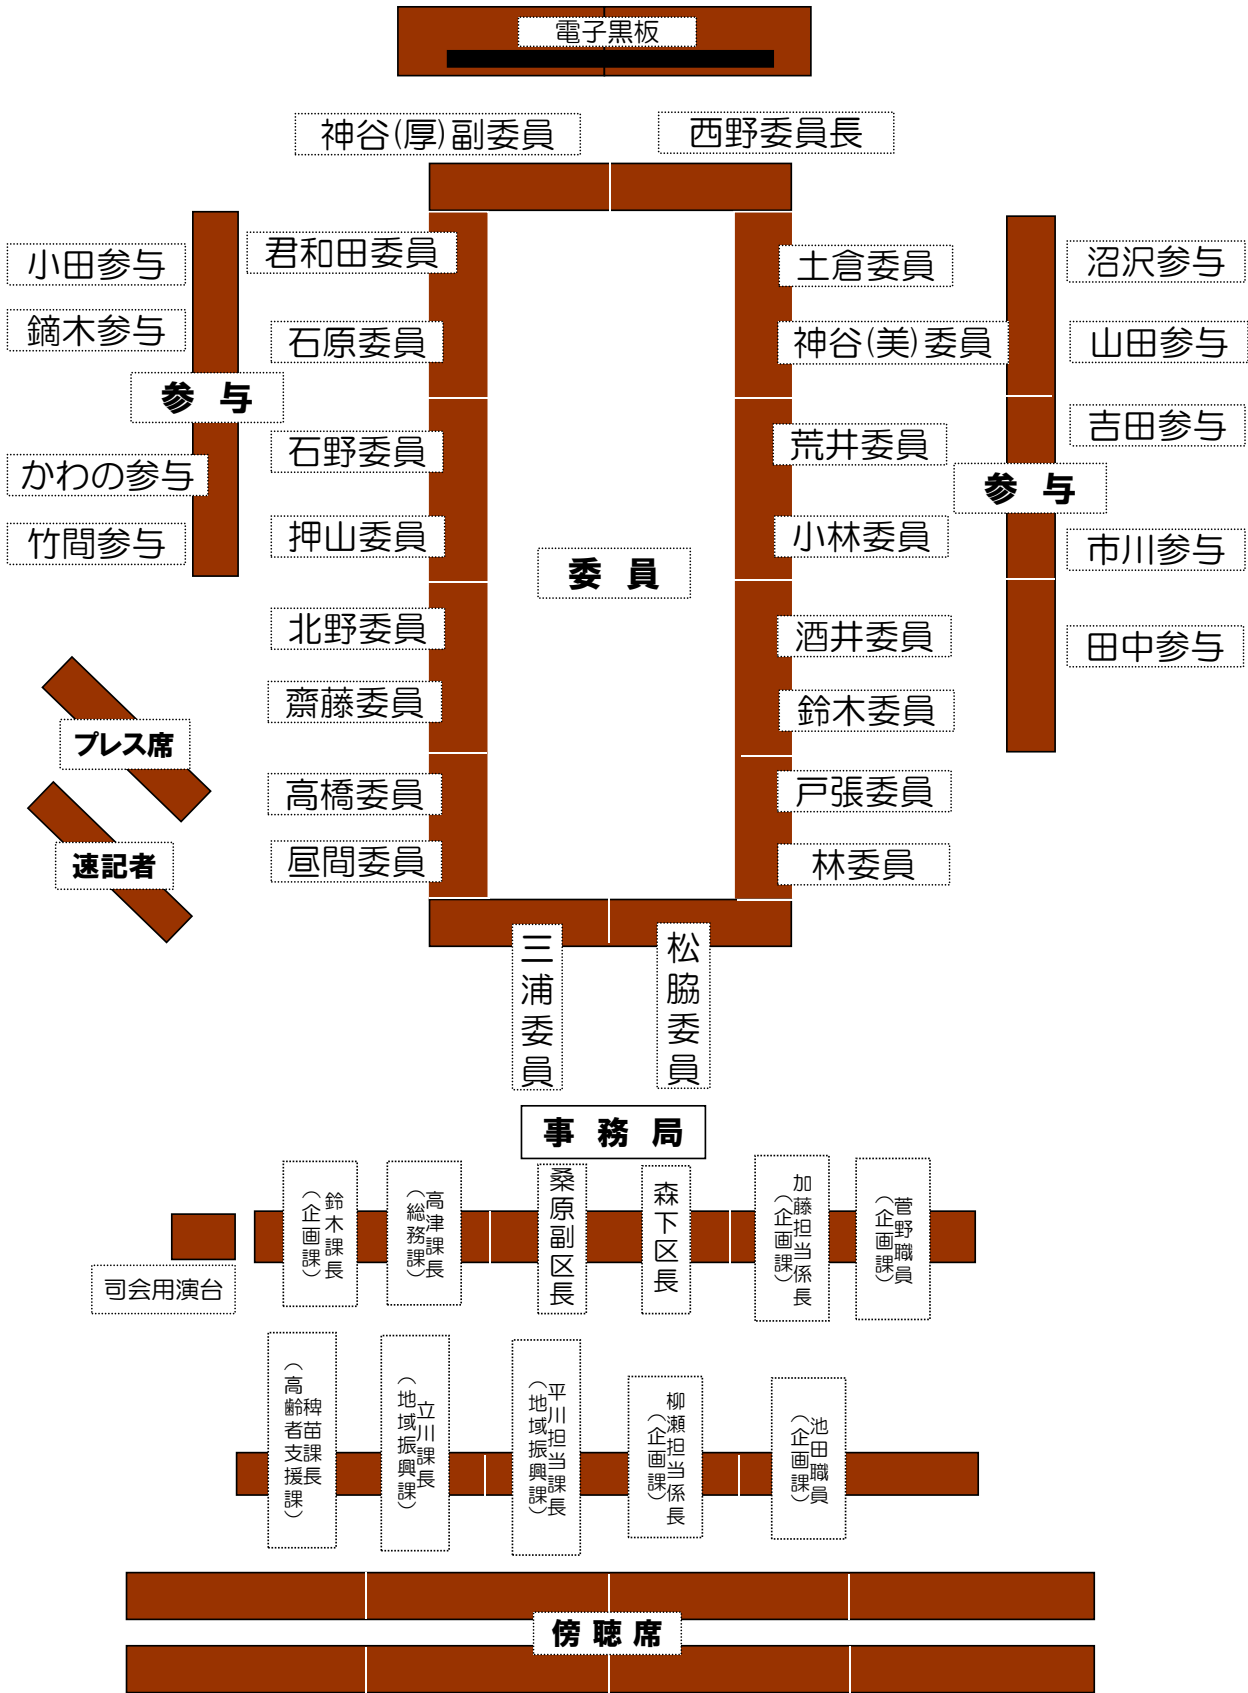 電子黒板
神谷(厚)副委員
西野委員長
君和田委員
土倉委員
小田参与
沼沢参与
鏑木参与
石原委員
神谷(美)委員
山田参与
参 与
吉田参与
石野委員
荒井委員
かわの参与
参 与
竹間参与
押山委員
小林委員
市川参与
委 員
北野委員
酒井委員
田中参与
齋藤委員
鈴木委員
プレス席
高橋委員
戸張委員
速記者
昼間委員
林委員
三浦委員
松脇委員
事 務 局
鈴木課長
(企画課)
高津課長
(総務課)
桑原副区長
森下区長
加藤担当係長
(企画課)
菅野職員
(企画課)
司会用演台
稗苗課長
(高齢者支援課)
立川課長
(地域振興課)
平川担当課長
(地域振興課)
柳瀬担当係長
(企画課)
池田職員
(企画課)
傍 聴 席